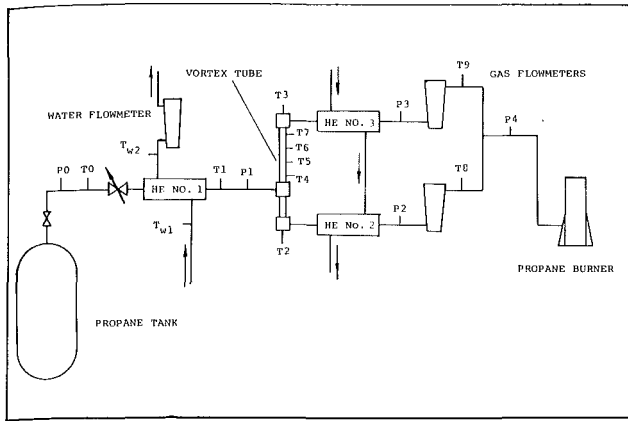 T9
VORTEX TUBE
GAS FLOWMETERS
T3
P3
WATER FLOWMETER
HE NO. 3
P4
T7
T6
Tw2
T5
T8
P0 T0
T1 P1
T4
HE NO. 1
P2
HE NO. 2
Tw1
T2
PROPANE BURNER
PROPANE TANK